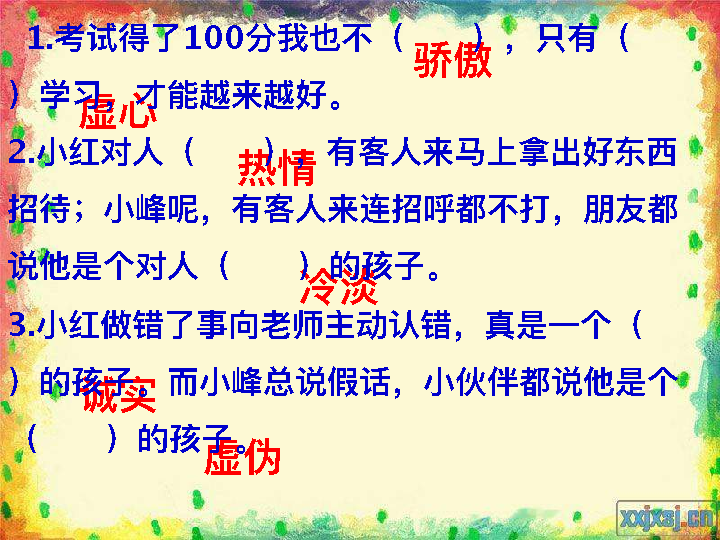 1.考试得了100分我也不（　　），只有（
骄傲
）学习，才能越来越好。
虚心
2.小红对人（　　），有客人来马上拿出好东西
热情
招待；小峰呢，有客人来连招呼都不打，朋友都
说他是个对人（　　）的孩子。
冷淡
3.小红做错了事向老师主动认错，真是一个（
）的孩子。而小峰总说假话，小伙伴都说他是个
诚实
（　　）的孩子。
虚伪
xxjxsj.cn